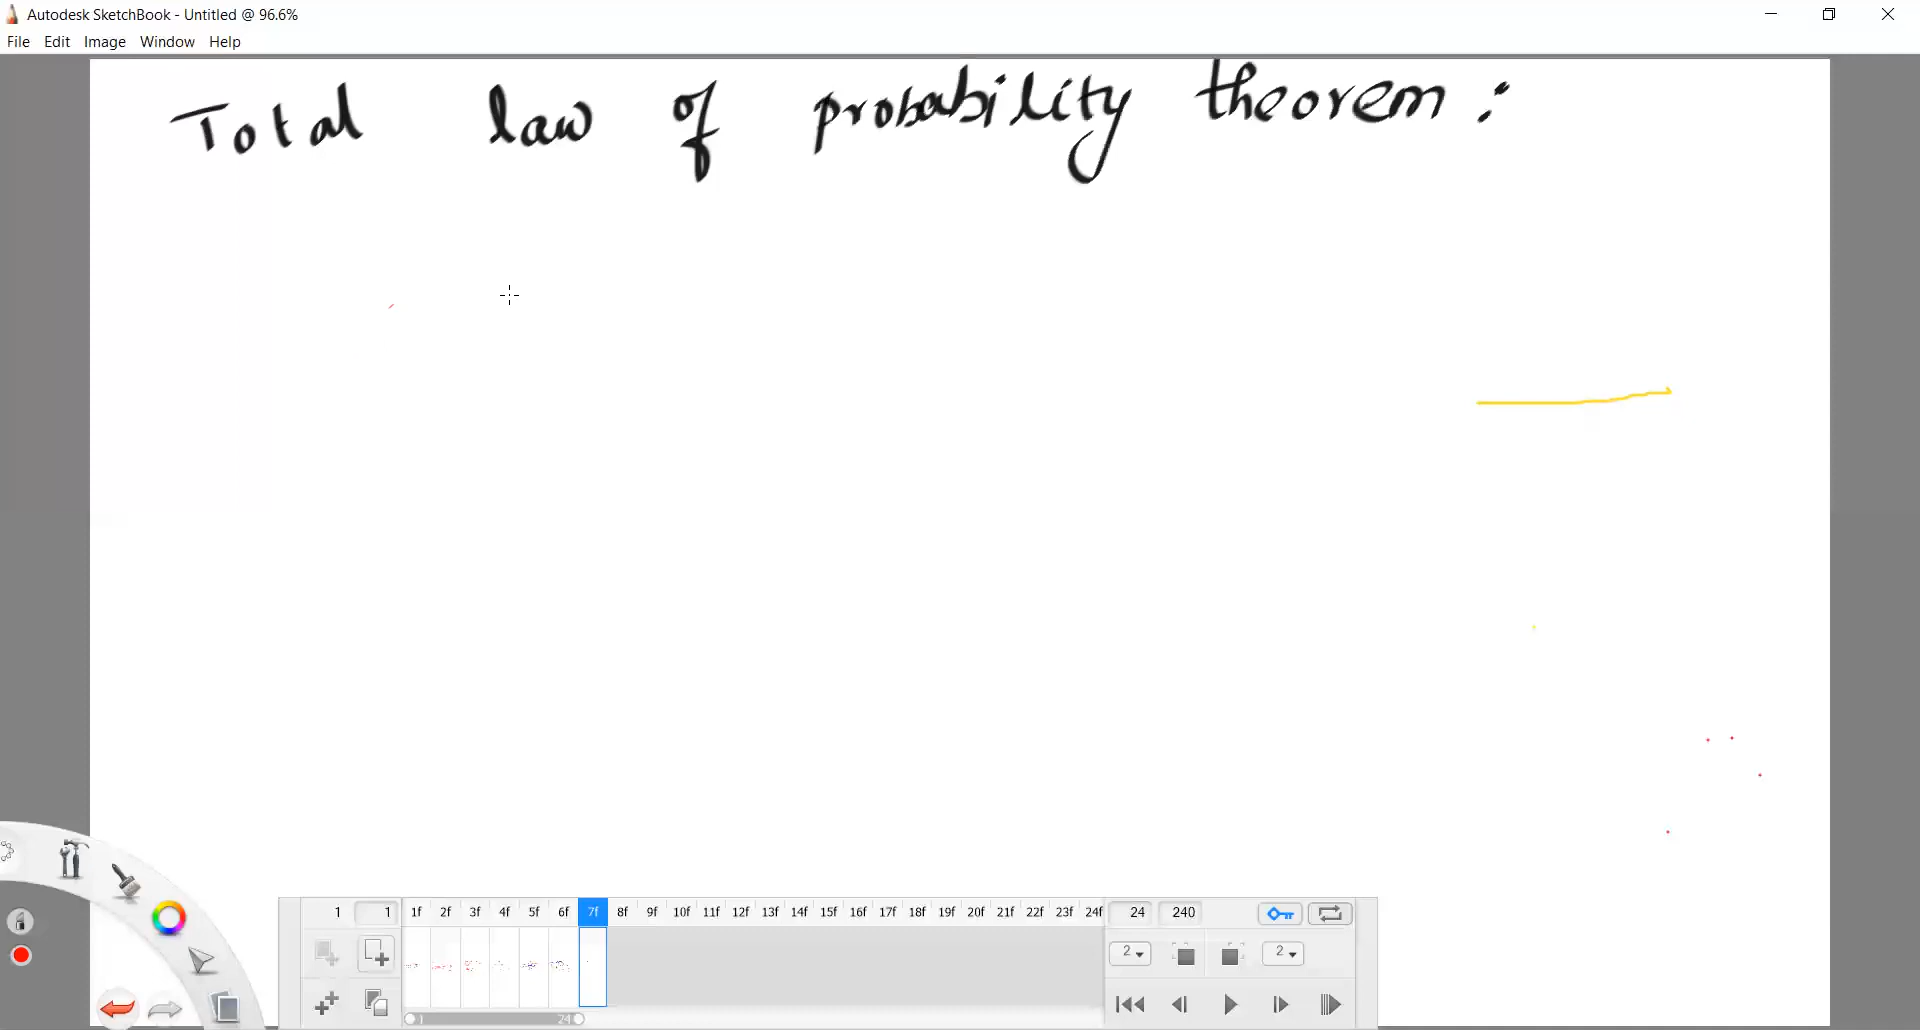 Autodesk SketchBook - Untitled @ 96.6%
File Edit Image Window Help
Total law of probability theorem :
1 1 1f 2f 3f 4f 5f 6f 7f 8f 9f 10f 11f 12f 13f 14f 15f 16f 17f 18f 19f 20f 21f 22f 23f 24f 24 240
2 2
1 24